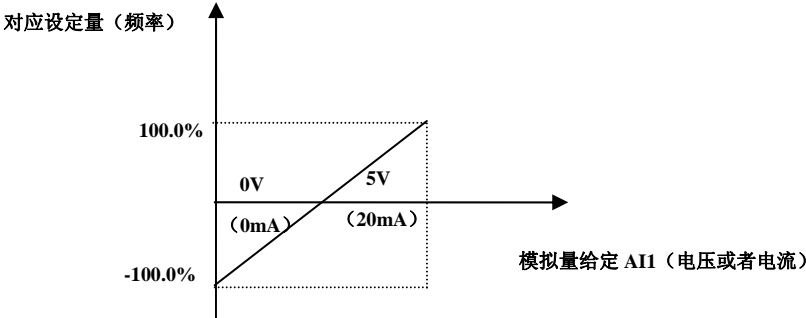 对应设定量（频率）
100.0%
0V
5V
（0mA）
（20mA）
-100.0%
模拟量给定 AI1（电压或者电流）